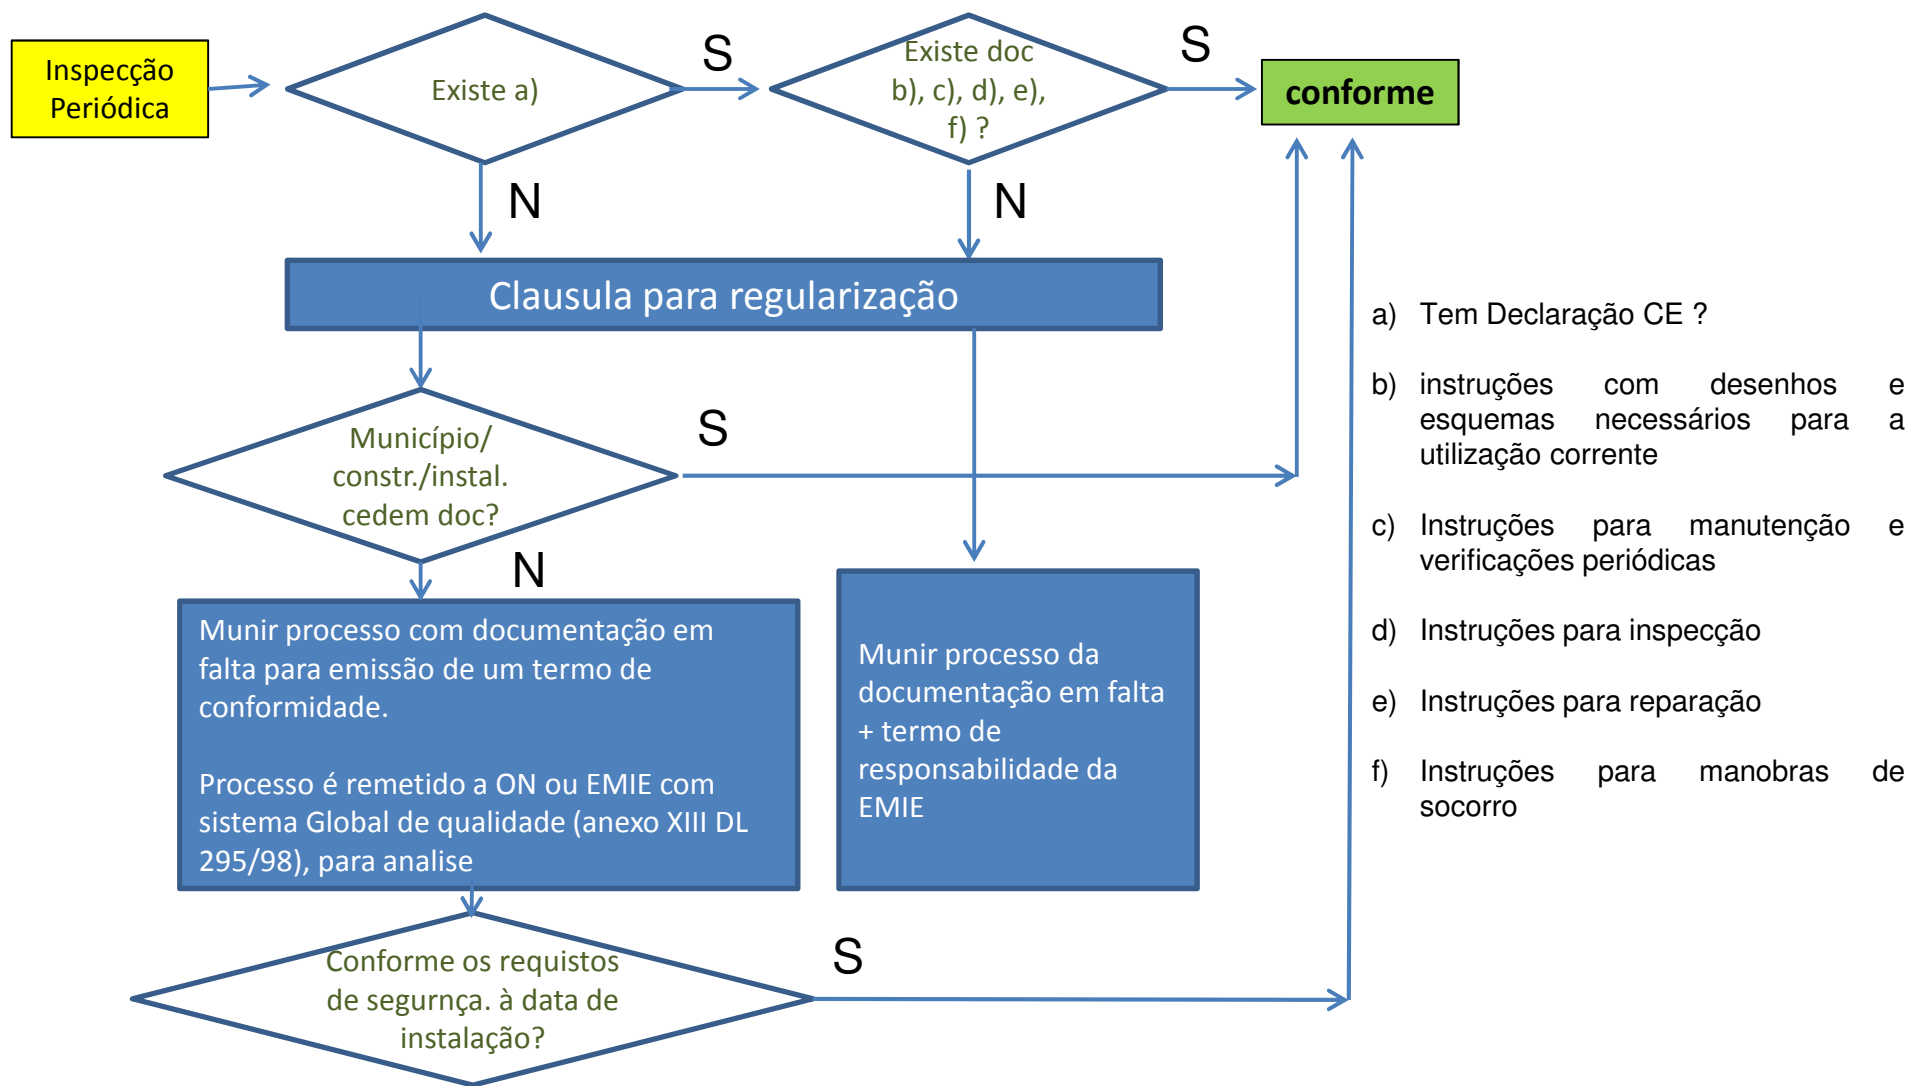 Inspecção
Periódica
Existe a)
S
Existe doc
b), c), d), e),
f) ?
S
conforme
N
N
Clausula para regularização
Município/
constr./instal.
cedem doc?
S
N
Munir processo com documentação em
falta para emissão de um termo de
conformidade.
Processo é remetido a ON ou EMIE com
sistema Global de qualidade (anexo XIII DL
295/98), para analise
Munir processo da
documentação em falta
+ termo de
responsabilidade da
EMIE
Conforme os requistos
de segurnça. à data de
instalação?
S
a) Tem Declaração CE ?
b) instruções com desenhos e
esquemas necessários para a
utilização corrente
c) Instruções para manutenção e
verificações periódicas
d) Instruções para inspecção
e) Instruções para reparação
f) Instruções para manobras de
socorro